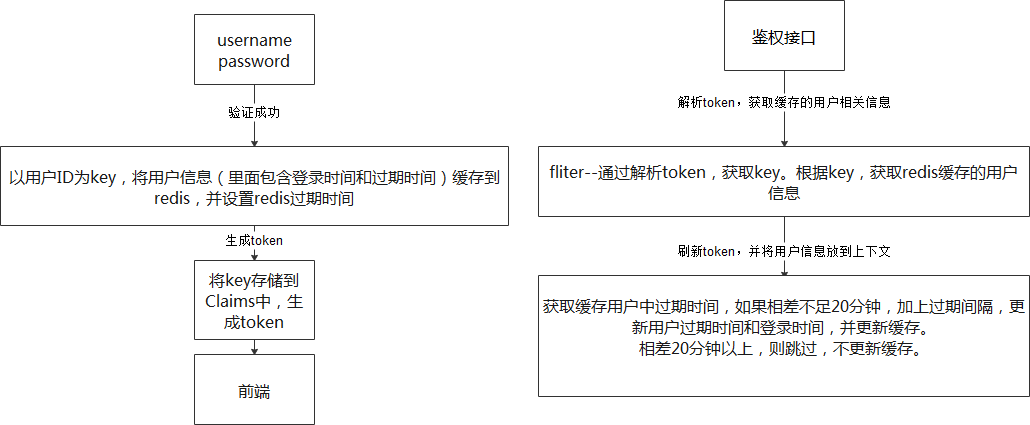 username
password
验证成功
以用户ID为key，将用户信息（里面包含登录时间和过期时间）缓存到
redis，并设置redis过期时间
生成token
将key存储到
Claims中，生
成token
前端
鉴权接口
解析token，获取缓存的用户相关信息
fliter--通过解析token，获取key。根据key，获取redis缓存的用户
信息
刷新token，并将用户信息放到上下文
获取缓存用户中过期时间，如果相差不足20分钟，加上过期间隔，更
新用户过期时间和登录时间，并更新缓存。
相差20分钟以上，则跳过，不更新缓存。